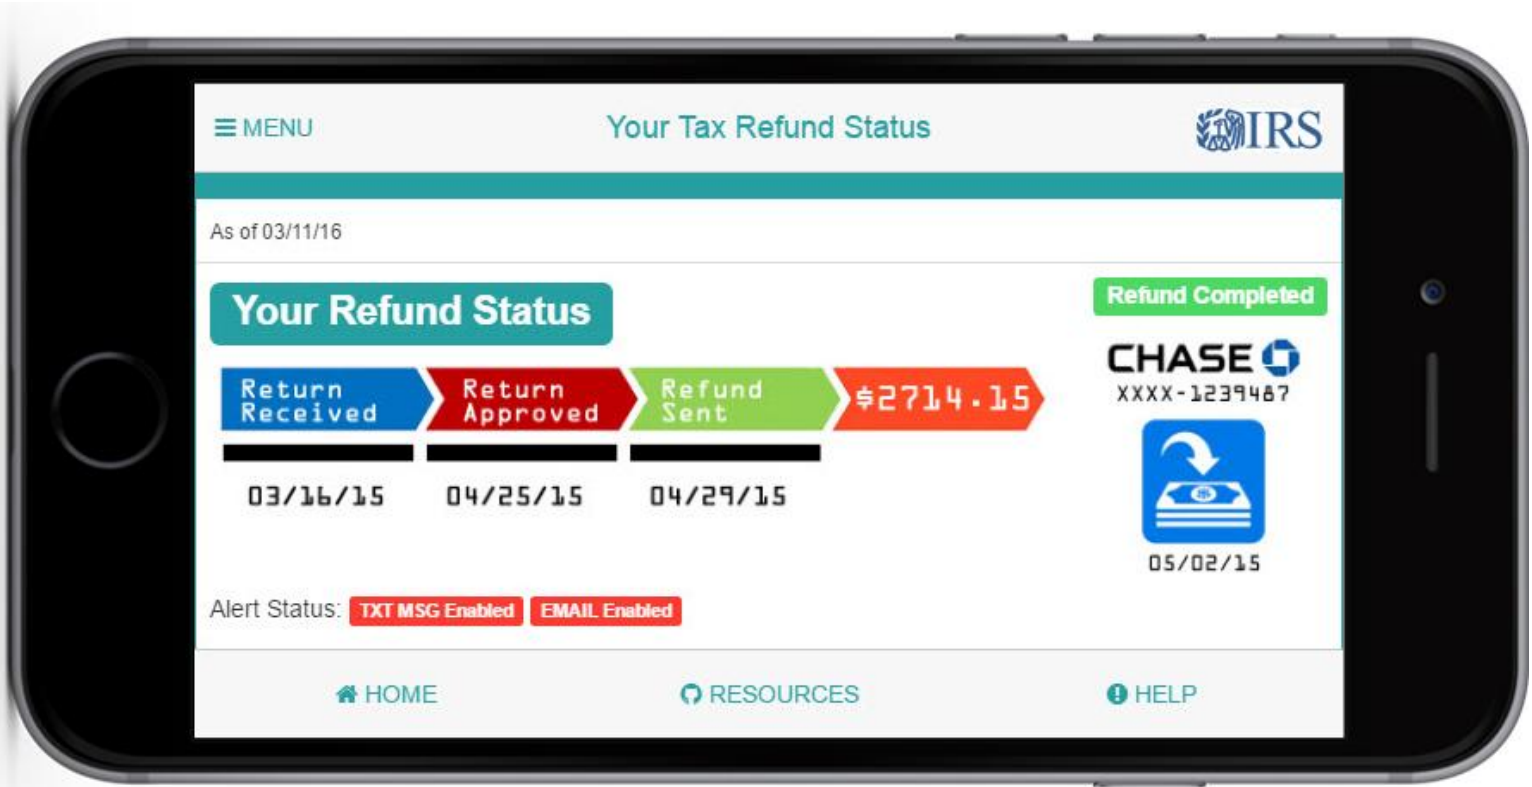 MENU
Your Tax Refund Status
IRS
As of 03/11/16
Your Refund Status
Refund Completed
CHASE
XXXX-1239487
Return
Received
Return
Approved
Refund
Sent
$2714.15
03/16/15
04/25/15
04/29/15
05/02/15
Alert Status: TXT MSG Enabled EMAIL Enabled
HOME
RESOURCES
HELP